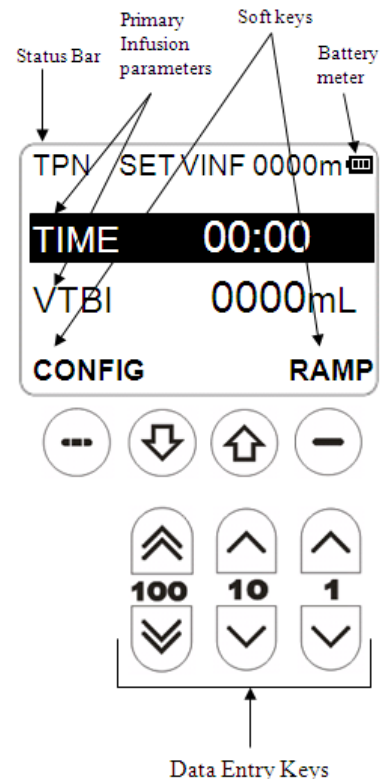 Primary
Infusion
parameters
Soft keys
Status Bar
Battery
meter
TPN SET VINF 0000m
TIME 00:00
VTBI 0000mL
CONFIG RAMP
100 10 1
Data Entry Keys